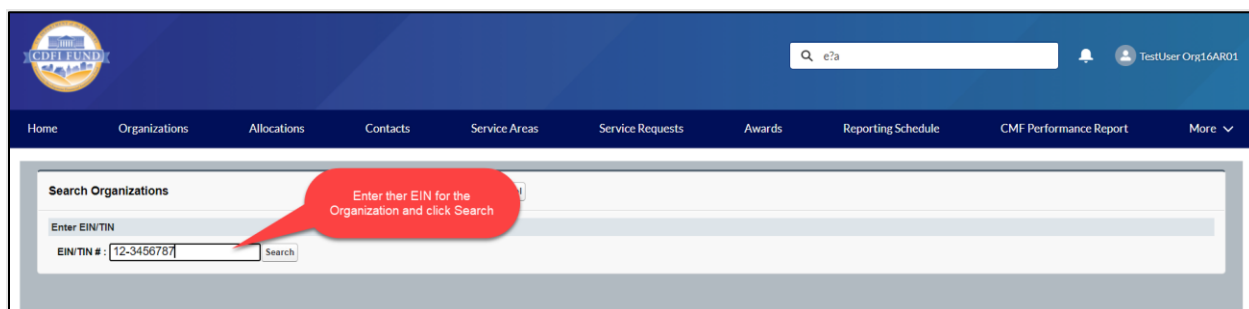 CDFI FUND
e?a
TestUser Org16AR01
Home Organizations Allocations Contacts Service Areas Service Requests Awards Reporting Schedule CMF Performance Report More
Search Organizations
Enter ther EIN for the
Organization and click Search
Enter EIN/TIN
EIN/TIN # : 12-3456787 Search